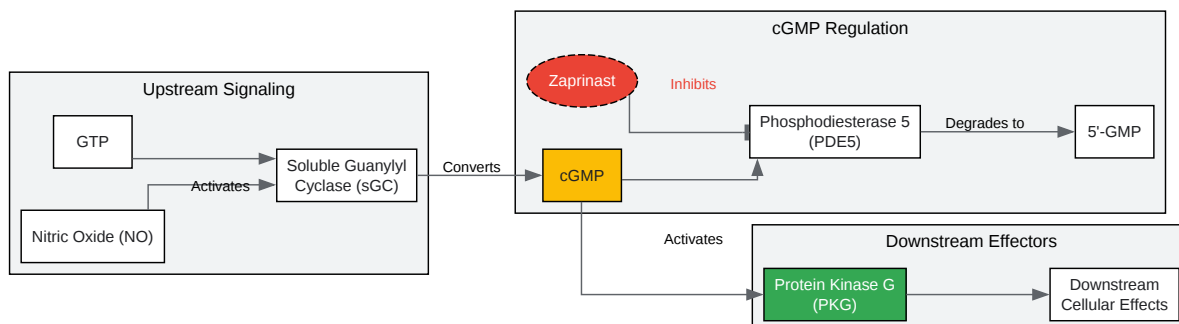 cGMP Regulation
Zaprinast
Inhibits
Upstream Signaling
GTP
Phosphodiesterase 5
(PDE5)
Degrades to
5'-GMP
Soluble Guanylyl
Cyclase (sGC)
Activates
Converts
cGMP
Nitric Oxide (NO)
Activates
Downstream Effectors
Protein Kinase G
(PKG)
Downstream
Cellular Effects